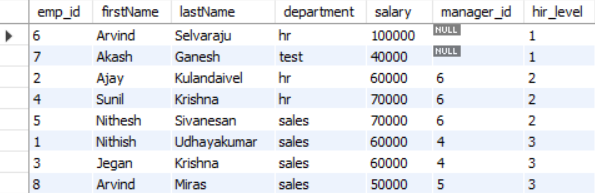 emp_id firstName lastName department salary manager_id hir_level
6 Arvind Selvaraju hr 100000 NULL 1
7 Akash Ganesh test 40000 NULL 1
2 Ajay Kulandaivel hr 60000 6 2
4 Sunil Krishna hr 70000 6 2
5 Nithesh Sivanesan sales 70000 6 2
1 Nithish Udhayakumar sales 60000 4 3
3 Jegan Krishna sales 60000 4 3
8 Arvind Miras sales 50000 5 3